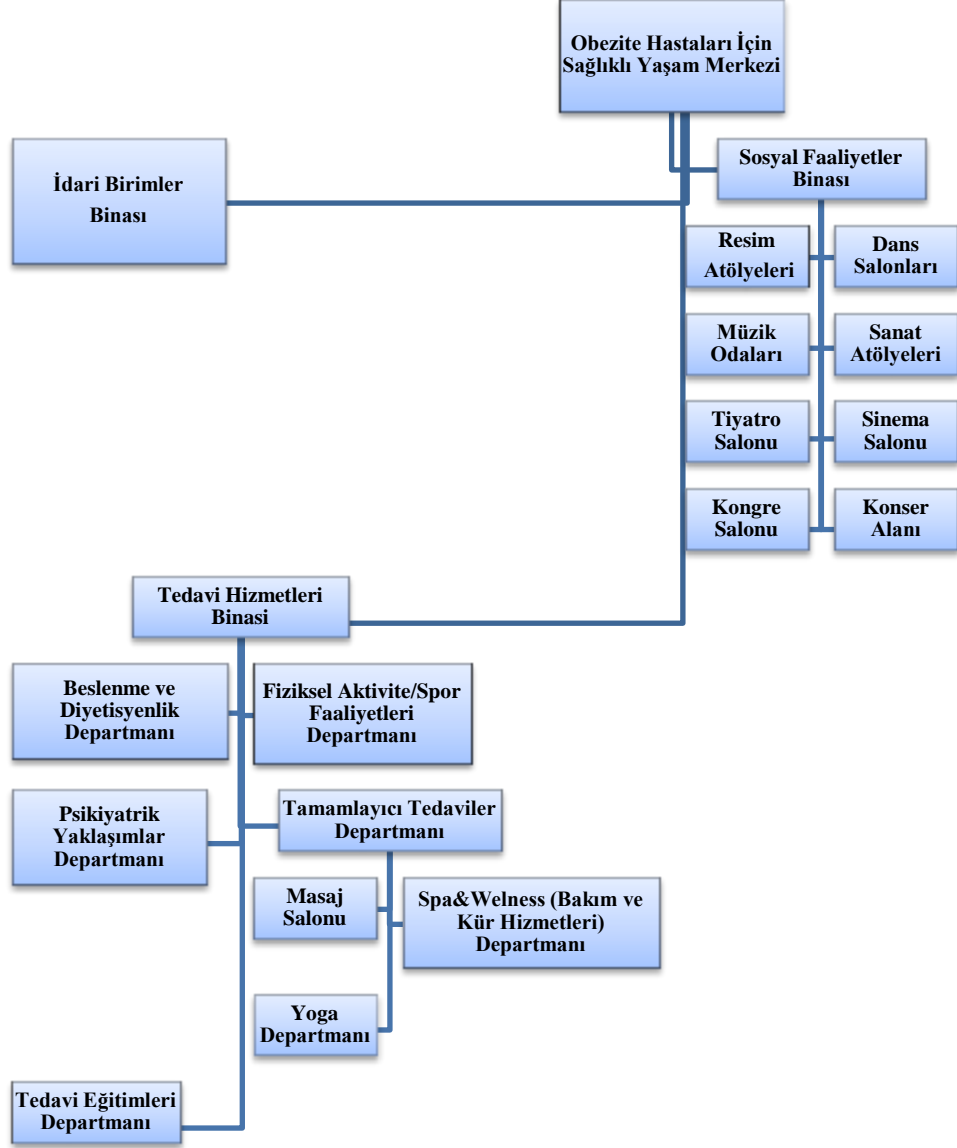 Obezite Hastaları İçin
Sağlıklı Yaşam Merkezi
İdari Birimler
Binası
Sosyal Faaliyetler
Binası
Resim
Atölyeleri
Dans
Salonları
Müzik
Odaları
Sanat
Atölyeleri
Tiyatro
Salonu
Sinema
Salonu
Kongre
Salonu
Konser
Alanı
Tedavi Hizmetleri
Binasi
Beslenme ve
Diyetisyenlik
Departmanı
Fiziksel Aktivite/Spor
Faaliyetleri
Departmanı
Psikiyatrik
Yaklaşımlar
Departmanı
Tamamlayıcı Tedaviler
Departmanı
Masaj
Salonu
Spa&Welness (Bakım ve
Kür Hizmetleri)
Departmanı
Yoga
Departmanı
Tedavi Eğitimleri
Departmanı